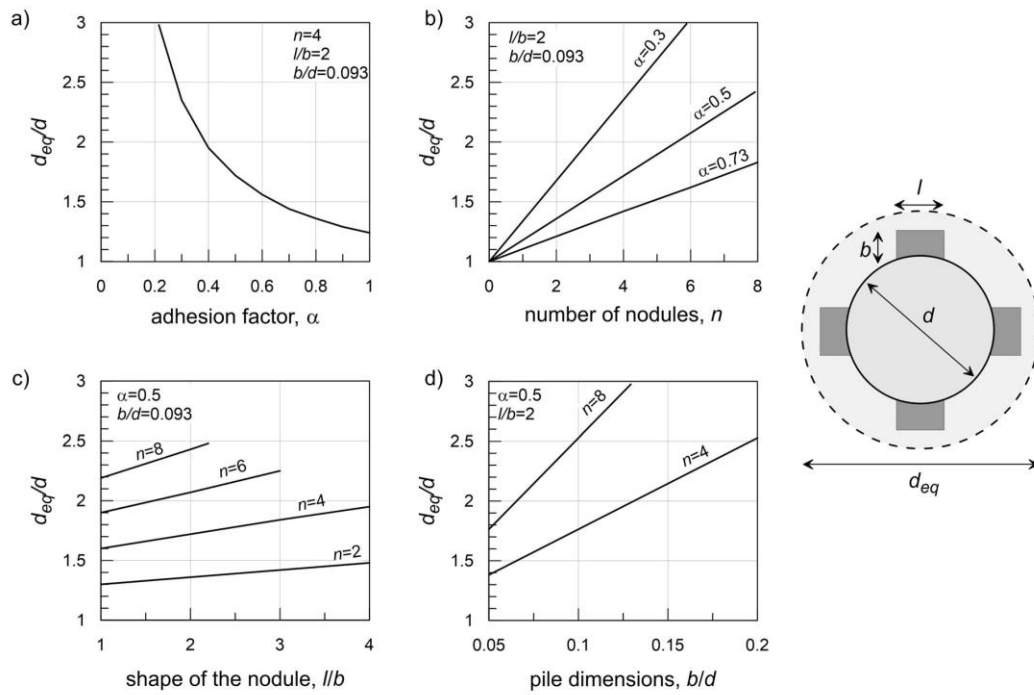 a)
3
2.5
2
1.5
1
d_eq/d
n=4
l/b=2
b/d=0.093
0 0.2 0.4 0.6 0.8 1
adhesion factor, α
b)
3
2.5
2
1.5
1
d_eq/d
l/b=2
b/d=0.093
α=0.3
α=0.5
α=0.73
0 2 4 6 8
number of nodules, n
c)
3
2.5
2
1.5
1
d_eq/d
α=0.5
b/d=0.093
n=8
n=6
n=4
n=2
1 2 3 4
shape of the nodule, l/b
d)
3
2.5
2
1.5
1
d_eq/d
α=0.5
l/b=2
n=8
n=4
0.05 0.1 0.15 0.2
pile dimensions, b/d
l
b
d
d_eq